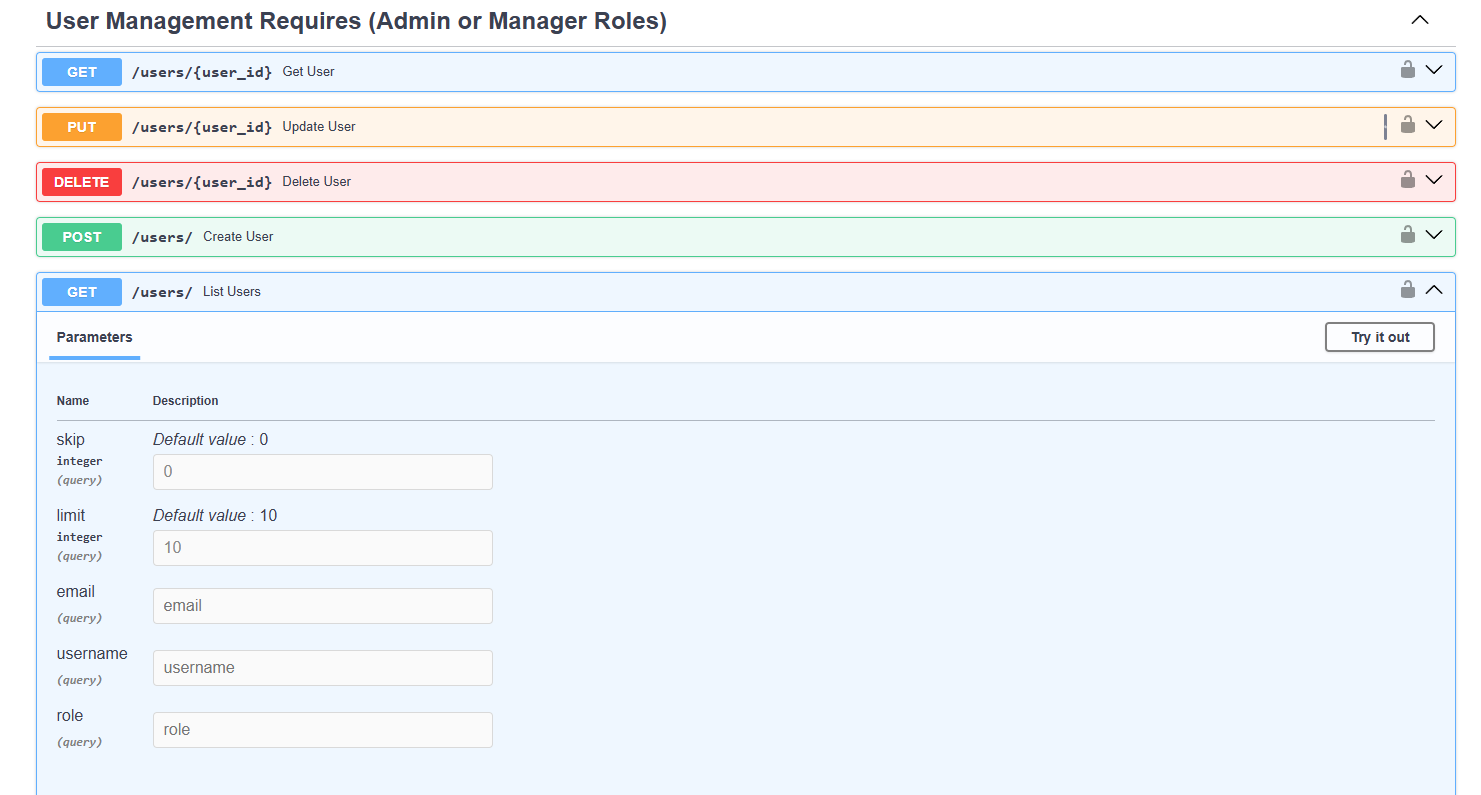 User Management Requires (Admin or Manager Roles)
GET /users/{user_id} Get User
PUT /users/{user_id} Update User
DELETE /users/{user_id} Delete User
POST /users/ Create User
GET /users/ List Users
Parameters Try it out
Name Description
skip Default value : 0
integer
(query) 0
limit Default value : 10
integer
(query) 10
email
(query) email
username
(query) username
role
(query) role